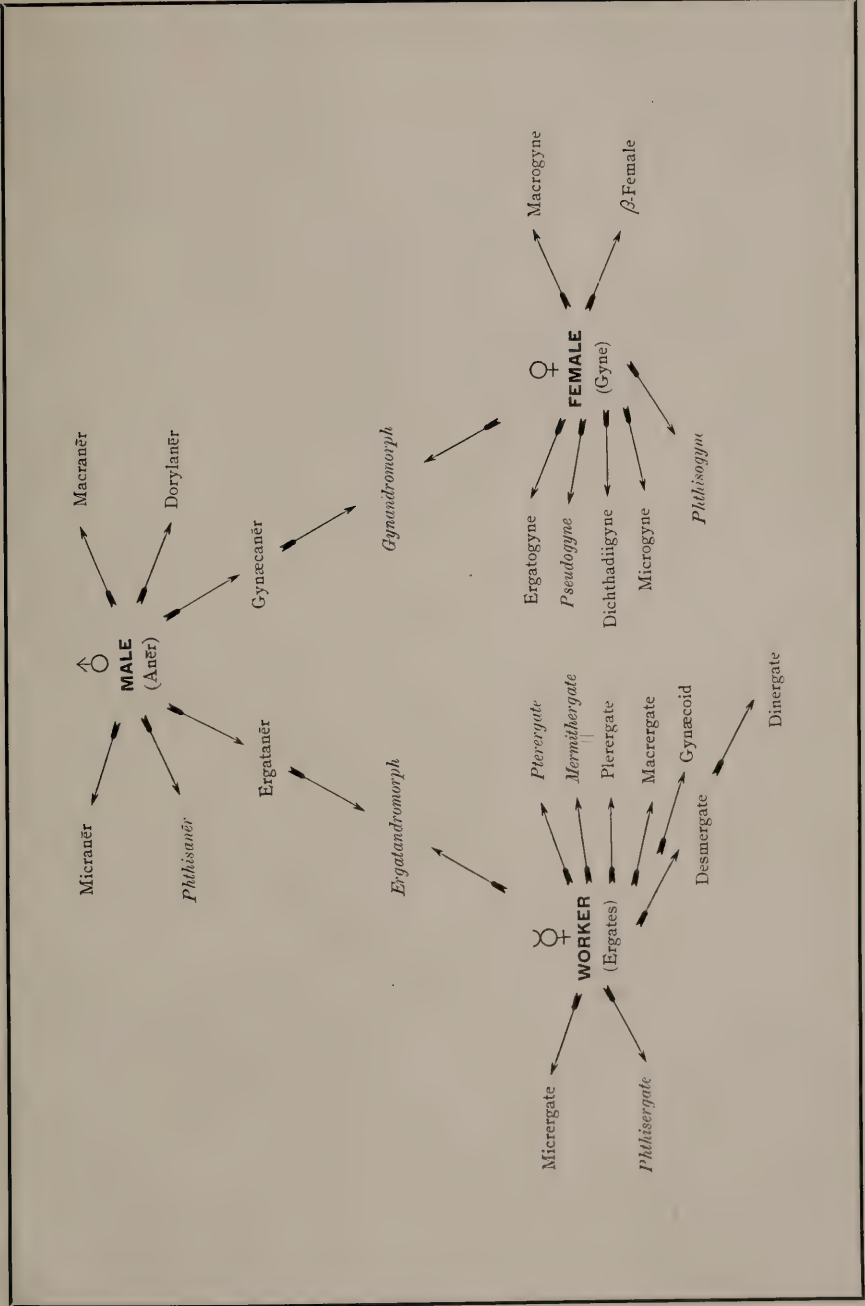 Micranēr
Macranēr
♂
MALE
(Anēr)
Phthisanēr
Dorylanēr
Ergatanēr
Gynæcanēr
Ergatandromorph
Gynandromorph
☿
WORKER
(Ergates)
Micrergate
Phthisergate
Pterergate
Mermithergate
Plerergate
Macrergate
Gynæcoid
Desmergate
Dinergate
♀
FEMALE
(Gyne)
Ergatogyne
Pseudogyne
Dichthadiigyne
Microgyne
Macrogyne
β-Female
Phthisogyne